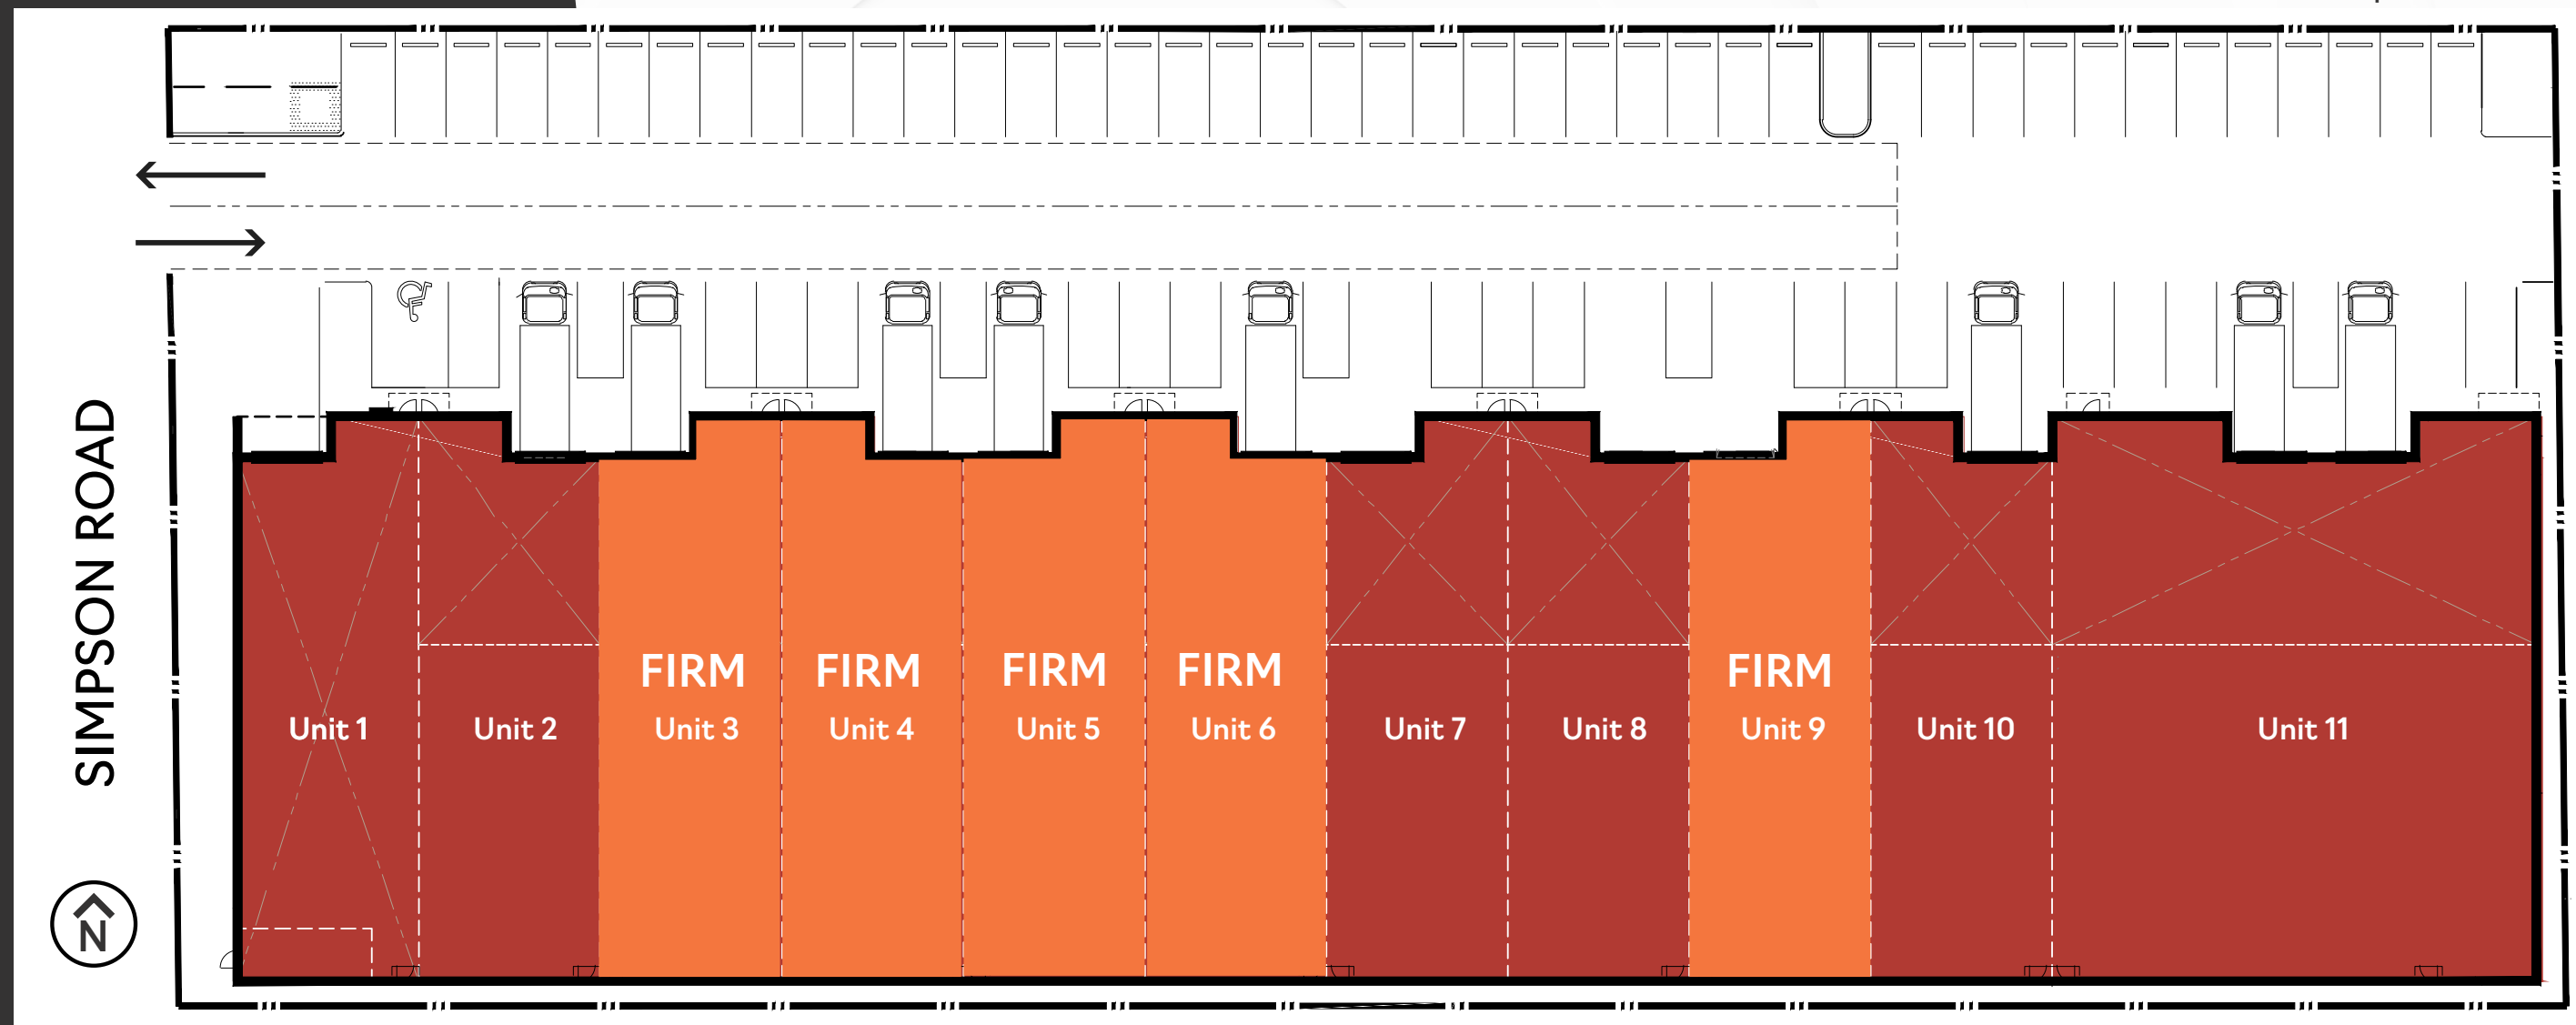 SIMPSON ROAD
N
FIRM
Unit 1
Unit 2
Unit 3
FIRM
Unit 4
FIRM
Unit 5
FIRM
Unit 6
Unit 7
Unit 8
FIRM
Unit 9
Unit 10
Unit 11